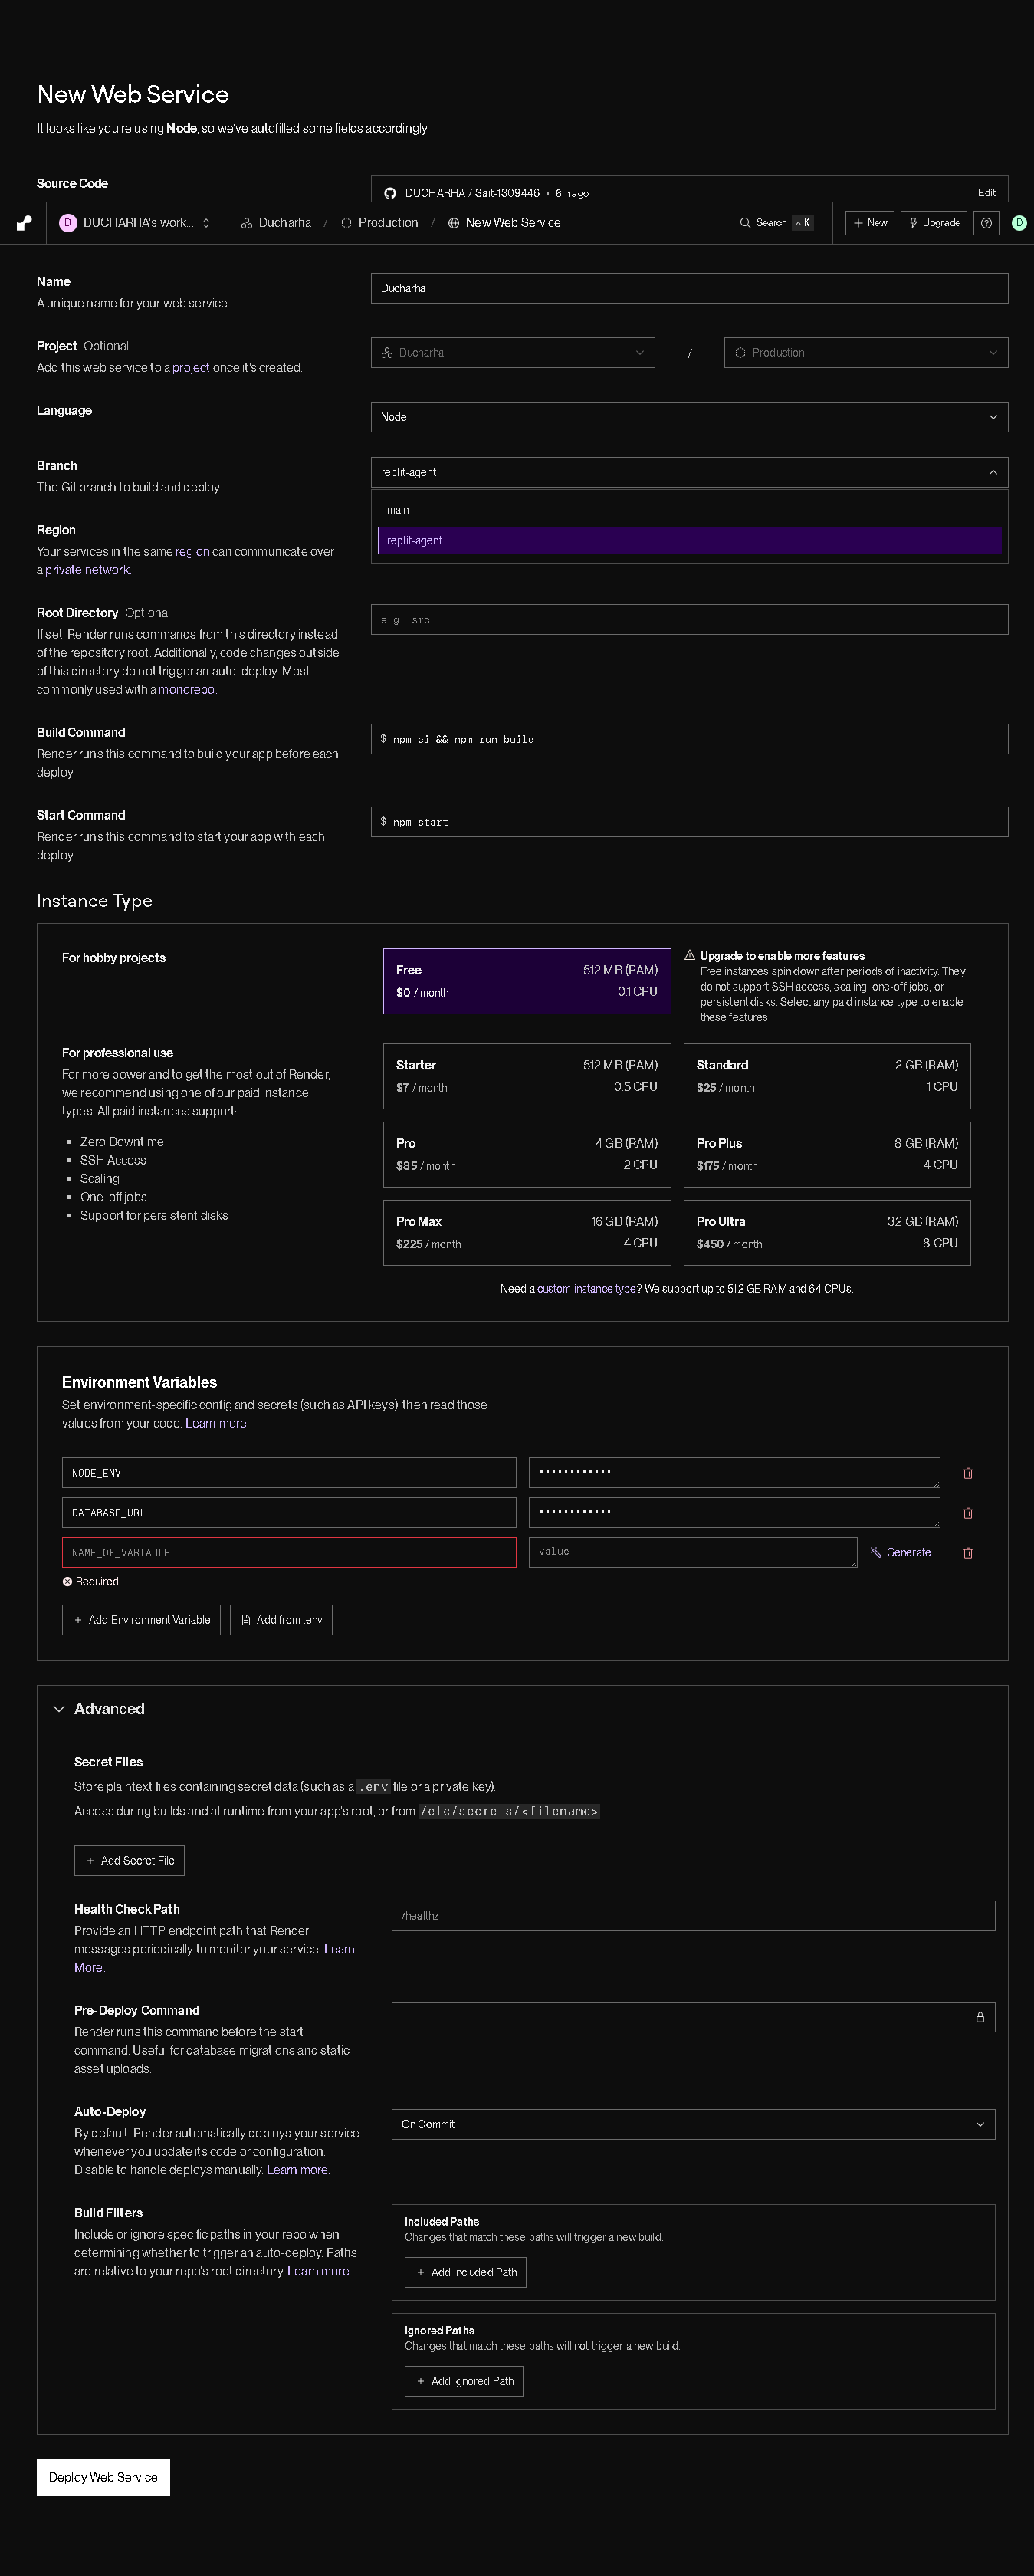 New Web Service
It looks like you're using Node, so we've autofilled some fields accordingly.
Source Code
DUCHARHA / Sait-1309446 • 6m ago
Edit
D DUCHARHA's work...
Ducharha / Production / New Web Service
Search ^ K
+ New
Upgrade
D
Name
A unique name for your web service.
Ducharha
Project Optional
Add this web service to a project once it's created.
Ducharha / Production
Language
Node
Branch
The Git branch to build and deploy.
replit-agent
main
replit-agent
Region
Your services in the same region can communicate over
a private network.
Root Directory Optional
If set, Render runs commands from this directory instead
of the repository root. Additionally, code changes outside
of this directory do not trigger an auto-deploy. Most
commonly used with a monorepo.
e.g. src
Build Command
Render runs this command to build your app before each
deploy.
$ npm ci && npm run build
Start Command
Render runs this command to start your app with each
deploy.
$ npm start
Instance Type
For hobby projects
Free 512 MB (RAM)
$0 / month 0.1 CPU
Upgrade to enable more features
Free instances spin down after periods of inactivity. They
do not support SSH access, scaling, one-off jobs, or
persistent disks. Select any paid instance type to enable
these features.
For professional use
For more power and to get the most out of Render,
we recommend using one of our paid instance
types. All paid instances support:
Zero Downtime
SSH Access
Scaling
One-off jobs
Support for persistent disks
Starter 512 MB (RAM)
$7 / month 0.5 CPU
Standard 2 GB (RAM)
$25 / month 1 CPU
Pro 4 GB (RAM)
$85 / month 2 CPU
Pro Plus 8 GB (RAM)
$175 / month 4 CPU
Pro Max 16 GB (RAM)
$225 / month 4 CPU
Pro Ultra 32 GB (RAM)
$450 / month 8 CPU
Need a custom instance type? We support up to 512 GB RAM and 64 CPUs.
Environment Variables
Set environment-specific config and secrets (such as API keys), then read those
values from your code. Learn more.
NODE_ENV ••••••••••••
DATABASE_URL ••••••••••••
NAME_OF_VARIABLE value Generate
Required
+ Add Environment Variable
Add from .env
Advanced
Secret Files
Store plaintext files containing secret data (such as a .env file or a private key).
Access during builds and at runtime from your app's root, or from /etc/secrets/<filename>.
+ Add Secret File
Health Check Path
Provide an HTTP endpoint path that Render
messages periodically to monitor your service. Learn
More.
/healthz
Pre-Deploy Command
Render runs this command before the start
command. Useful for database migrations and static
asset uploads.
Auto-Deploy
By default, Render automatically deploys your service
whenever you update its code or configuration.
Disable to handle deploys manually. Learn more.
On Commit
Build Filters
Include or ignore specific paths in your repo when
determining whether to trigger an auto-deploy. Paths
are relative to your repo's root directory. Learn more.
Included Paths
Changes that match these paths will trigger a new build.
+ Add Included Path
Ignored Paths
Changes that match these paths will not trigger a new build.
+ Add Ignored Path
Deploy Web Service